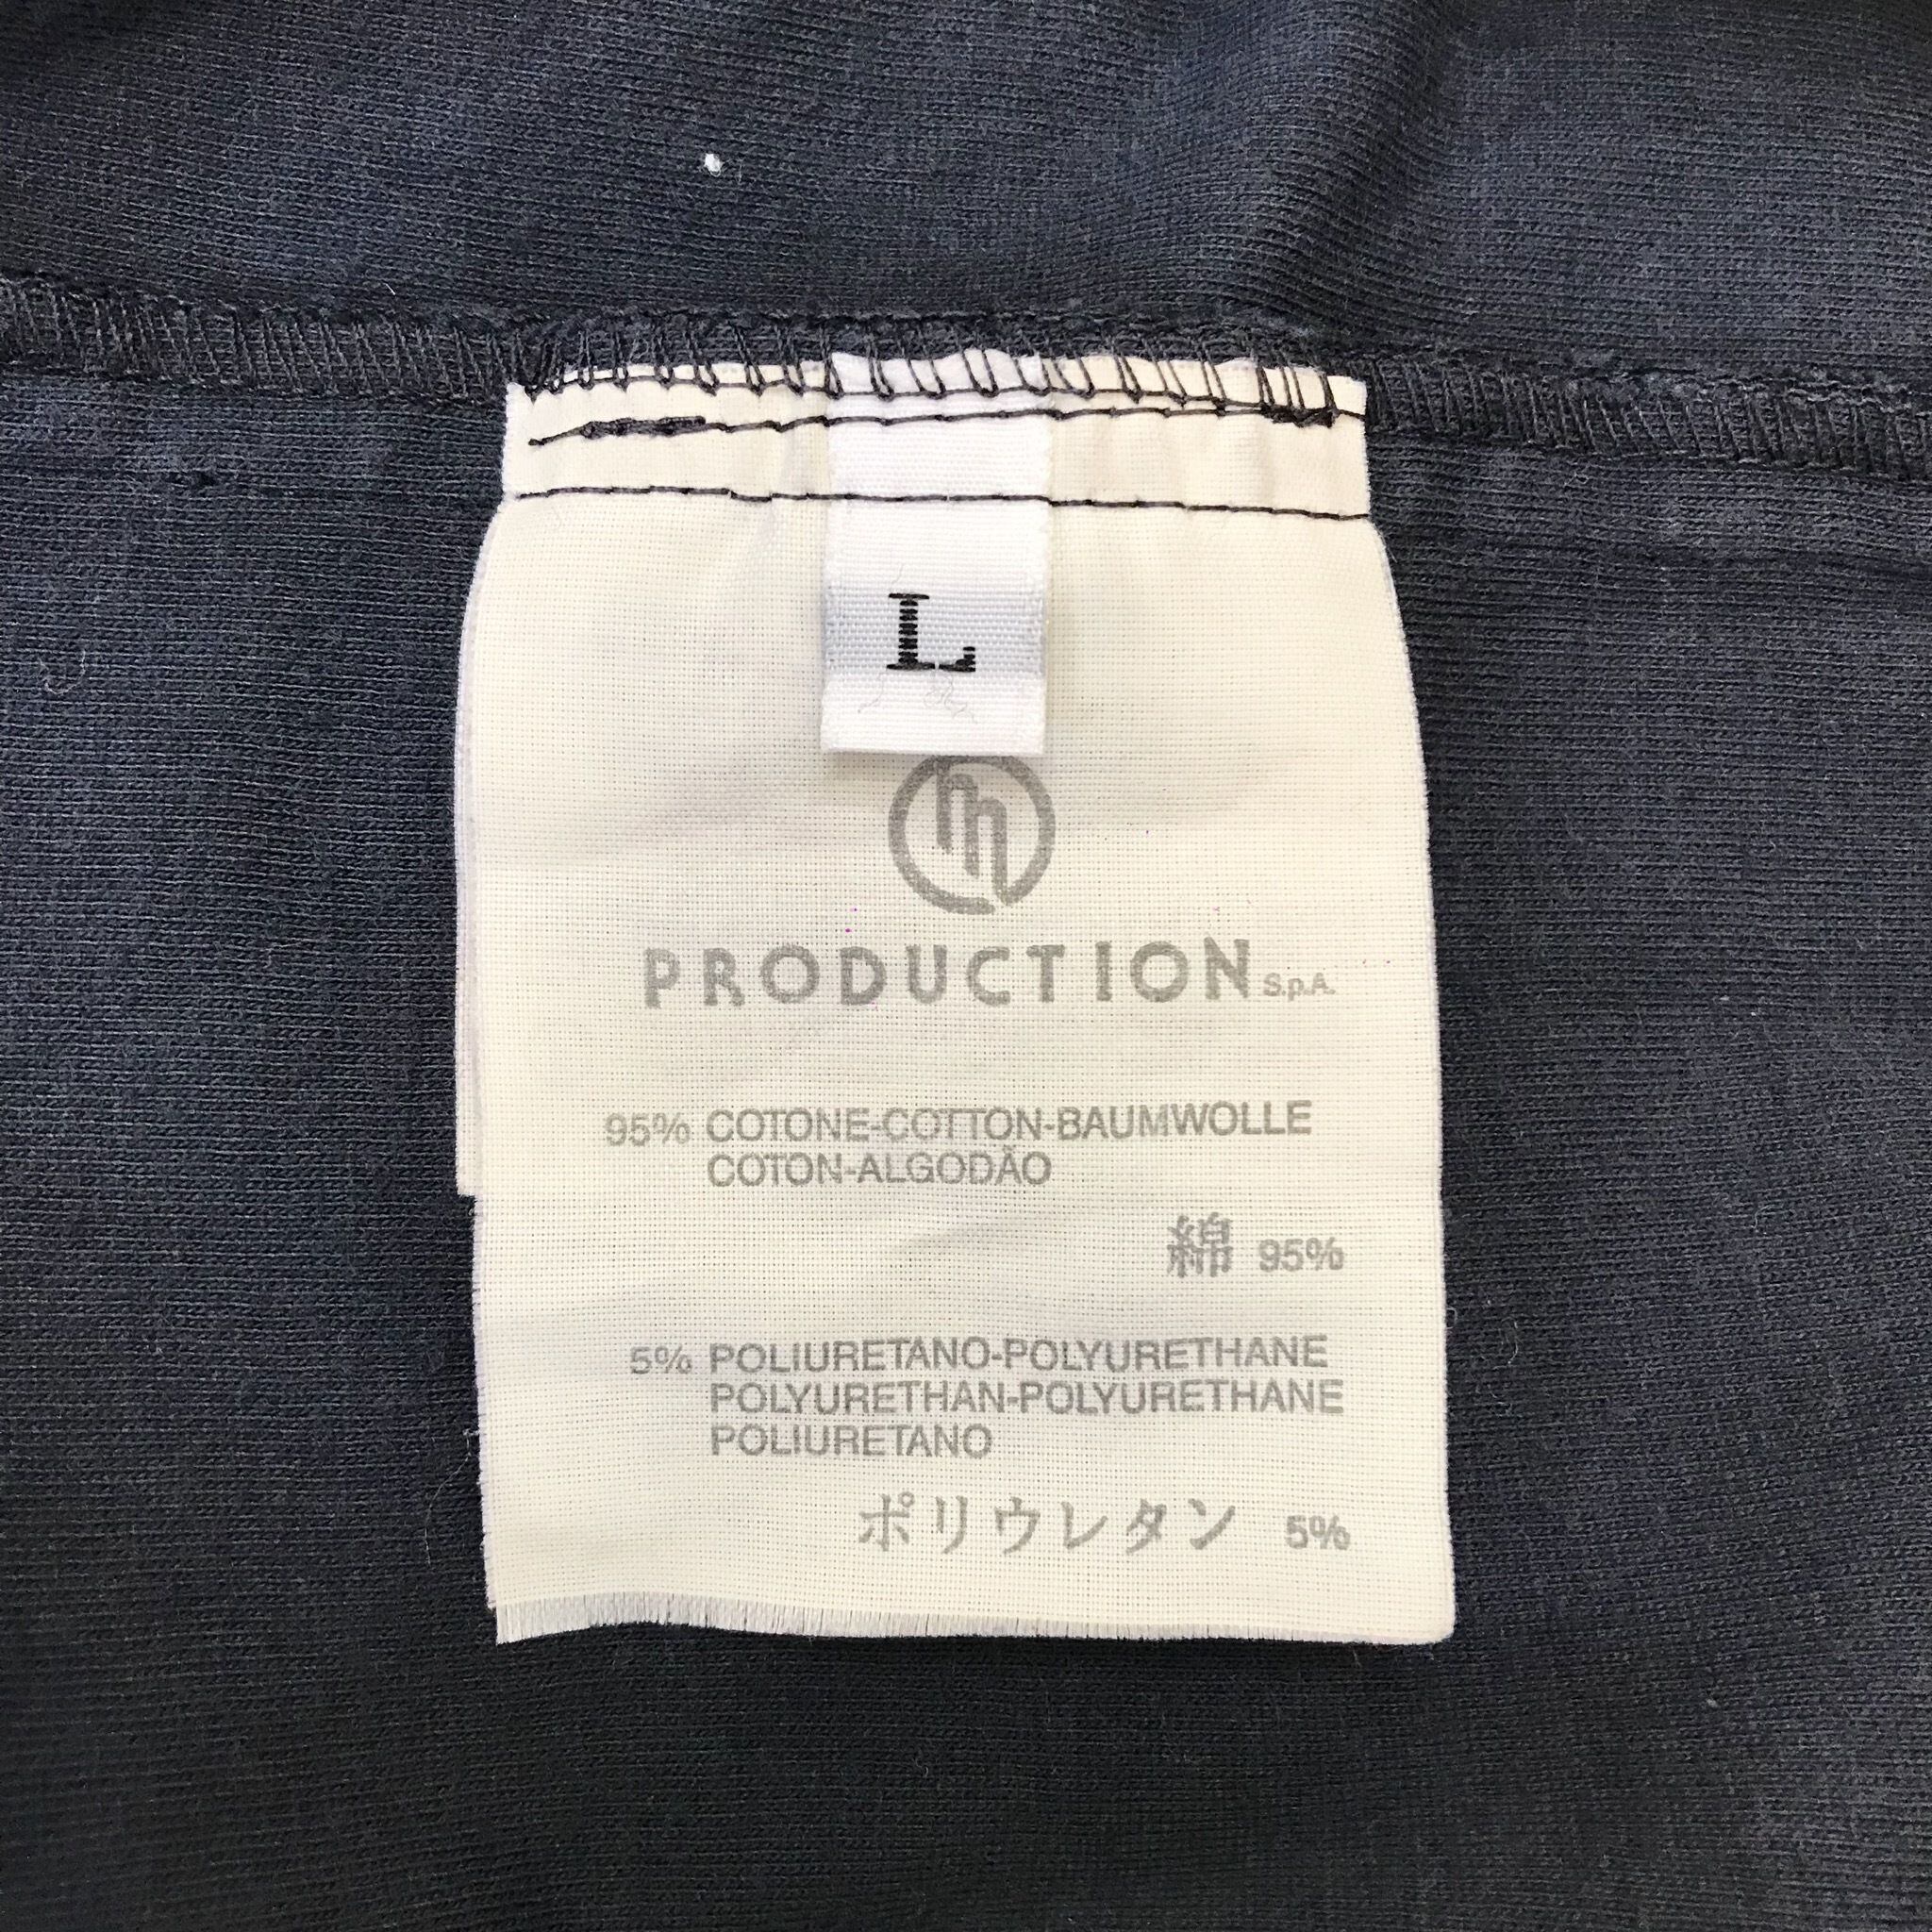 L
m
PRODUCTION S.p.A.
95% COTONE-COTTON-BAUMWOLLE
COTON-ALGODÃO
綿 95%
5% POLIURETANO-POLYURETHANE
POLYURETHAN-POLYURETHANE
POLIURETANO
ポリウレタン 5%